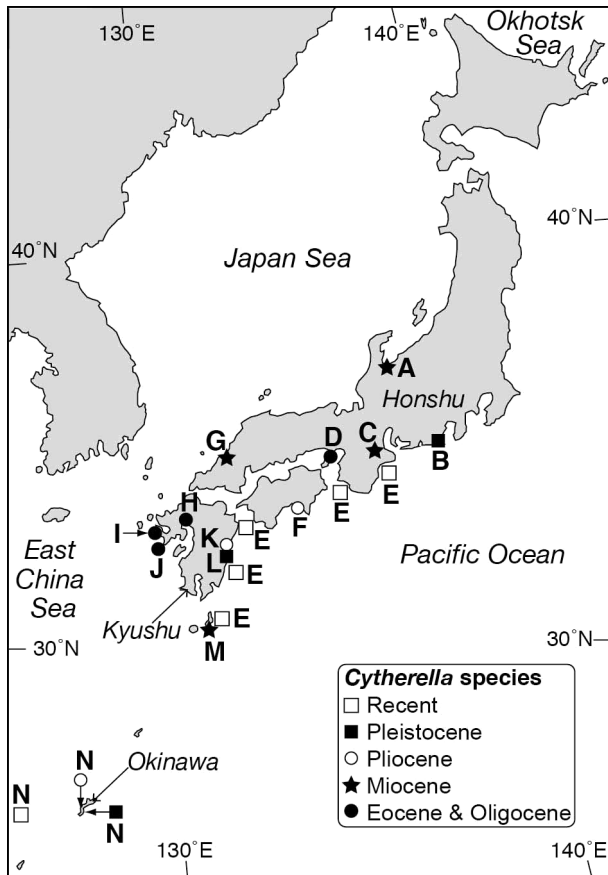 130°E
140°E
Okhotsk
Sea
40°N
40°N
Japan Sea
A
Honshu
G
D
C
B
E
E
H
F
I
E
K
J
L
E
East
China
Sea
Pacific Ocean
Kyushu
E
M
30°N
30°N
Cytherella species
Recent
Pleistocene
Pliocene
Miocene
Eocene & Oligocene
Okinawa
N
N
N
130°E
140°E